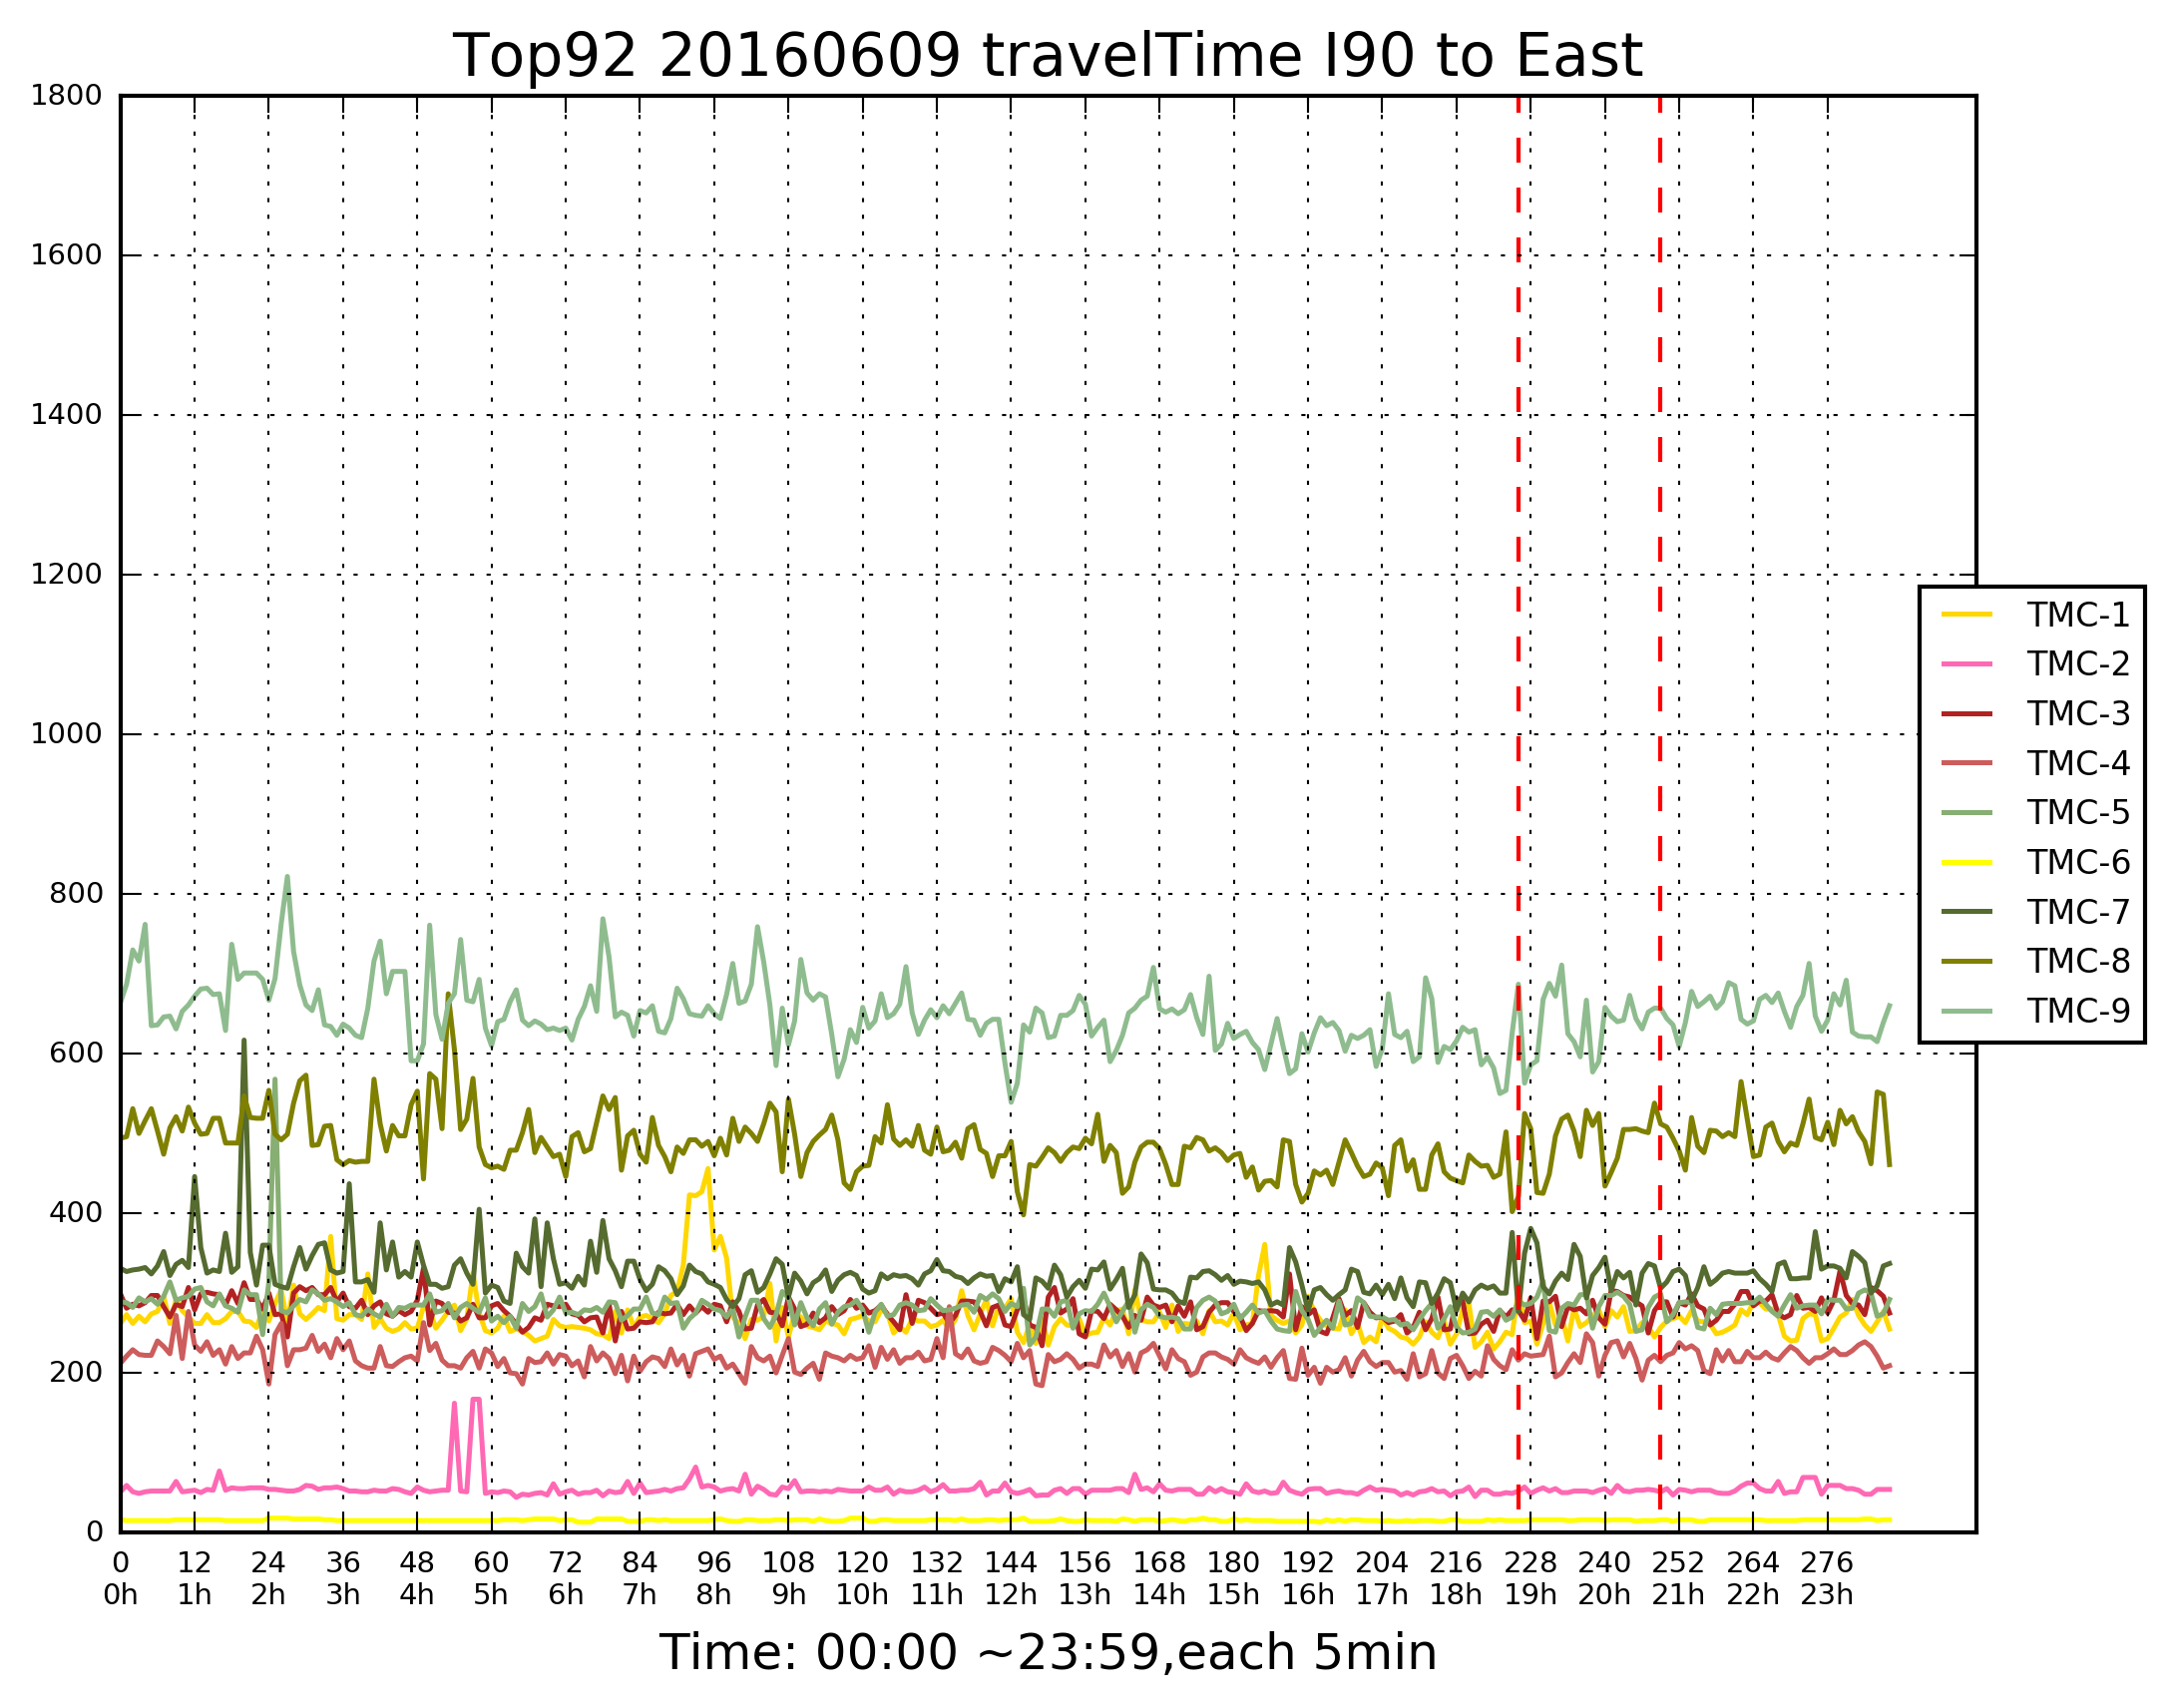 Top92 20160609 travelTime I90 to East
1800
1600
1400
1200
1000
800
600
400
200
0
TMC-1
TMC-2
TMC-3
TMC-4
TMC-5
TMC-6
TMC-7
TMC-8
TMC-9
0 12 24 36 48 60 72 84 96 108 120 132 144 156 168 180 192 204 216 228 240 252 264 276
0h 1h 2h 3h 4h 5h 6h 7h 8h 9h 10h 11h 12h 13h 14h 15h 16h 17h 18h 19h 20h 21h 22h 23h
Time: 00:00 ~23:59,each 5min